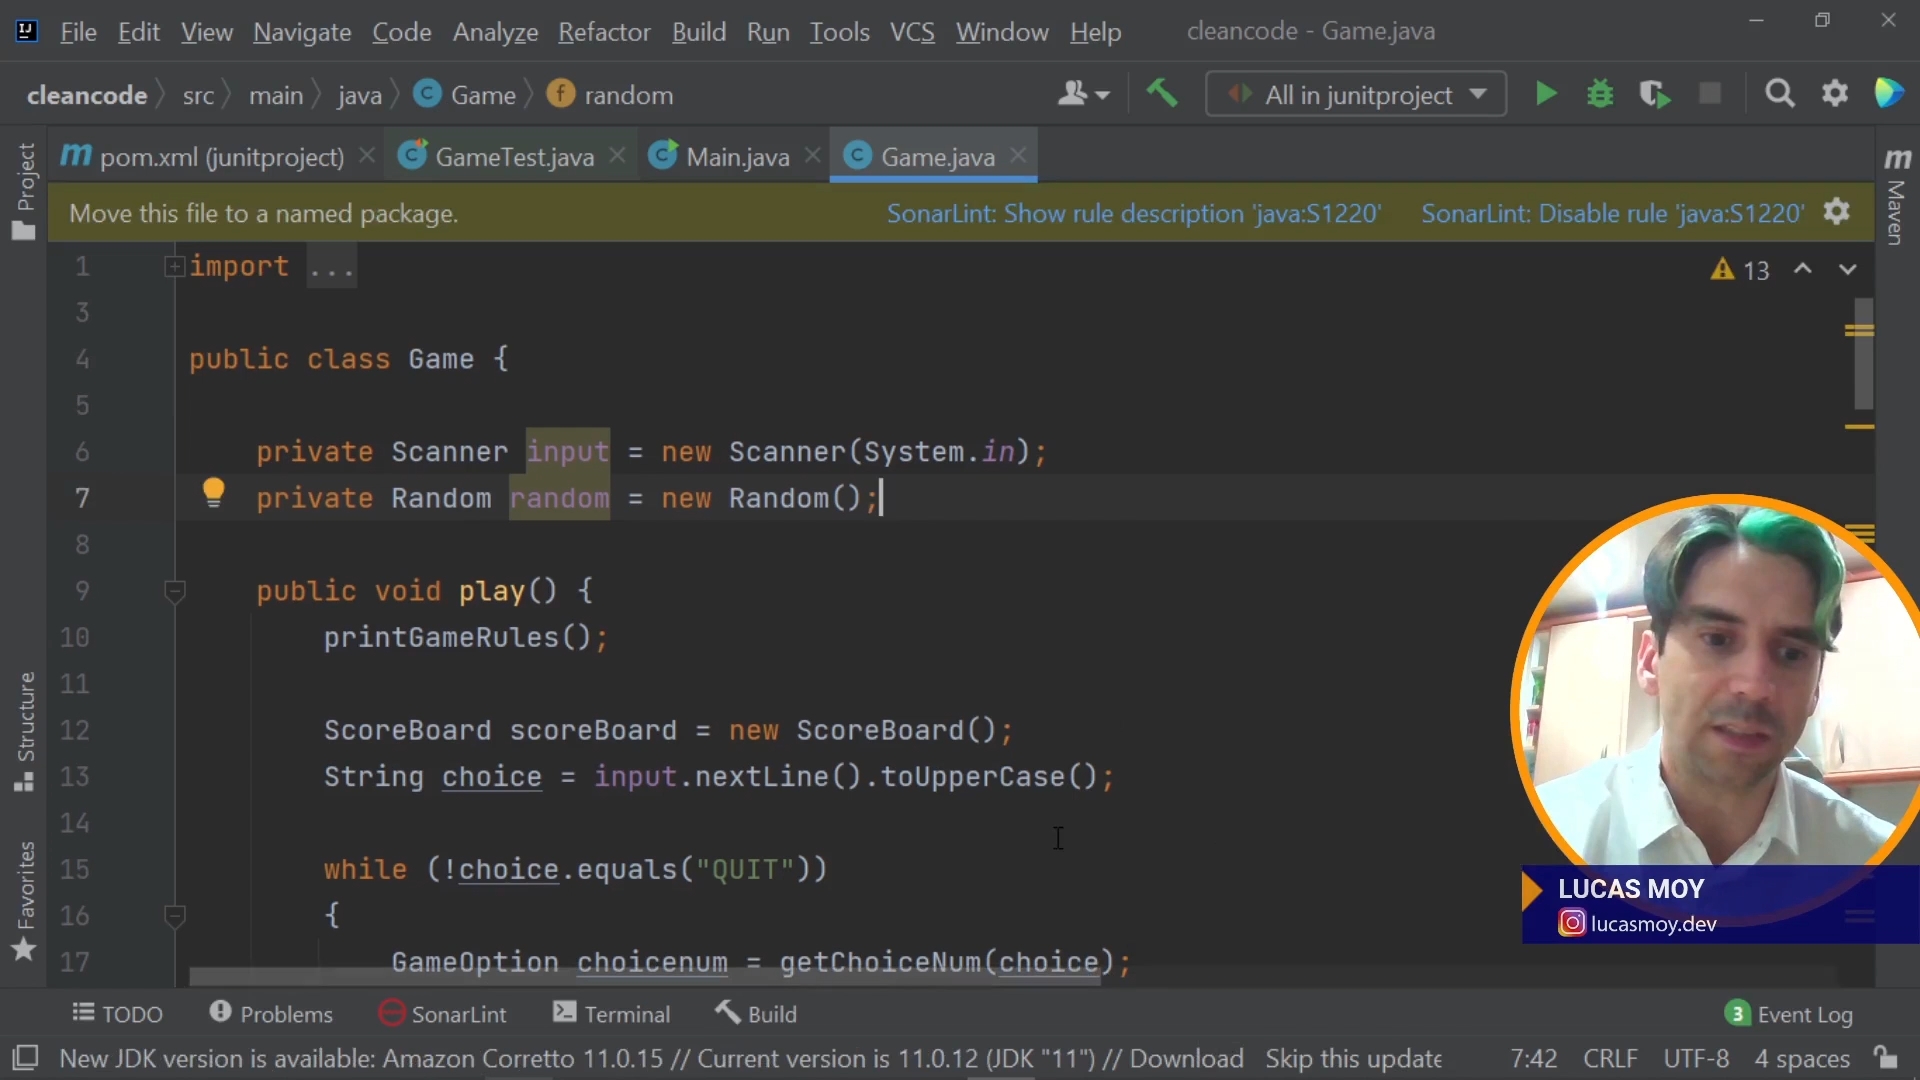 File Edit View Navigate Code Analyze Refactor Build Run Tools VCS Window Help cleancode - Game.java
cleancode src main java C Game f random All in junitproject
m pom.xml (junitproject) C GameTest.java C Main.java C Game.java
Move this file to a named package. SonarLint: Show rule description 'java:S1220' SonarLint: Disable rule 'java:S1220'
1 import ... 13
3
4 public class Game {
5
6 private Scanner input = new Scanner(System.in);
7 private Random random = new Random();
8
9 public void play() {
10 printGameRules();
11
12 ScoreBoard scoreBoard = new ScoreBoard();
13 String choice = input.nextLine().toUpperCase();
14
15 while (!choice.equals("QUIT"))
16 {
17 GameOption choicenum = getChoiceNum(choice);
Project
Structure
Favorites
m Maven
LUCAS MOY
lucasmoy.dev
TODO Problems SonarLint Terminal Build 3 Event Log
New JDK version is available: Amazon Corretto 11.0.15 // Current version is 11.0.12 (JDK "11") // Download Skip this update 7:42 CRLF UTF-8 4 spaces